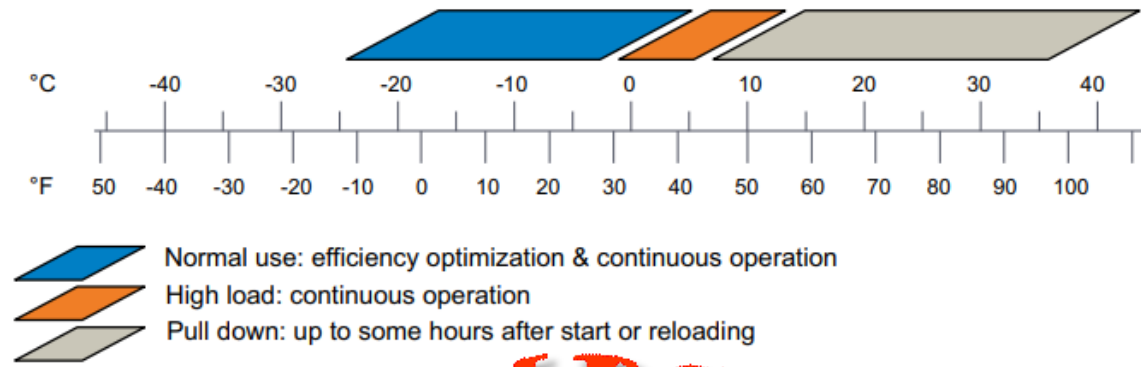 °C -40 -30 -20 -10 0 10 20 30 40
°F 50 -40 -30 -20 -10 0 10 20 30 40 50 60 70 80 90 100
Normal use: efficiency optimization & continuous operation
High load: continuous operation
Pull down: up to some hours after start or reloading